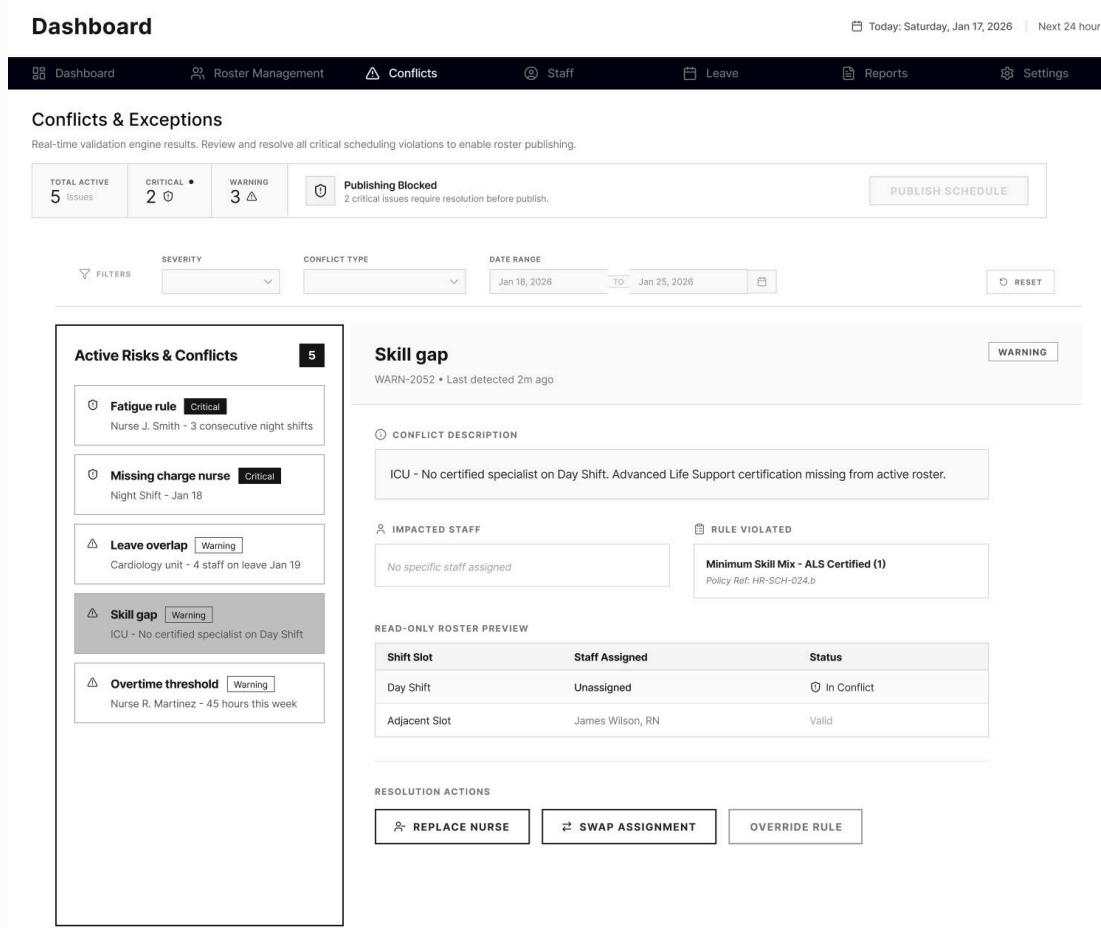 Dashboard
Today: Saturday, Jan 17, 2026 Next 24 hour
Dashboard Roster Management Conflicts Staff Leave Reports Settings
Conflicts & Exceptions
Real-time validation engine results. Review and resolve all critical scheduling violations to enable roster publishing.
TOTAL ACTIVE
5 Issues
CRITICAL
2
WARNING
3
Publishing Blocked
2 critical issues require resolution before publish.
PUBLISH SCHEDULE
FILTERS
SEVERITY
CONFLICT TYPE
DATE RANGE
Jan 18, 2026 TO Jan 25, 2026
RESET
Active Risks & Conflicts 5
Fatigue rule Critical
Nurse J. Smith - 3 consecutive night shifts
Missing charge nurse Critical
Night Shift - Jan 18
Leave overlap Warning
Cardiology unit - 4 staff on leave Jan 19
Skill gap Warning
ICU - No certified specialist on Day Shift
Overtime threshold Warning
Nurse R. Martinez - 45 hours this week
Skill gap
WARNING
WARN-2052 • Last detected 2m ago
CONFLICT DESCRIPTION
ICU - No certified specialist on Day Shift. Advanced Life Support certification missing from active roster.
IMPACTED STAFF
No specific staff assigned
RULE VIOLATED
Minimum Skill Mix - ALS Certified (1)
Policy Ref: HR-SCH-024.b
READ-ONLY ROSTER PREVIEW
Shift Slot Staff Assigned Status
Day Shift Unassigned In Conflict
Adjacent Slot James Wilson, RN Valid
RESOLUTION ACTIONS
REPLACE NURSE SWAP ASSIGNMENT OVERRIDE RULE